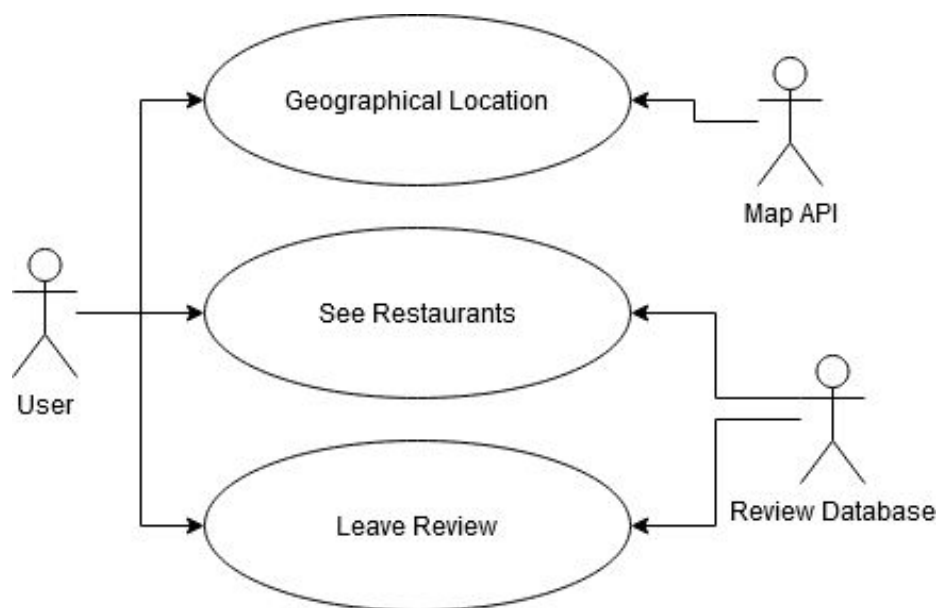 Geographical Location
Map API
See Restaurants
User
Leave Review
Review Database